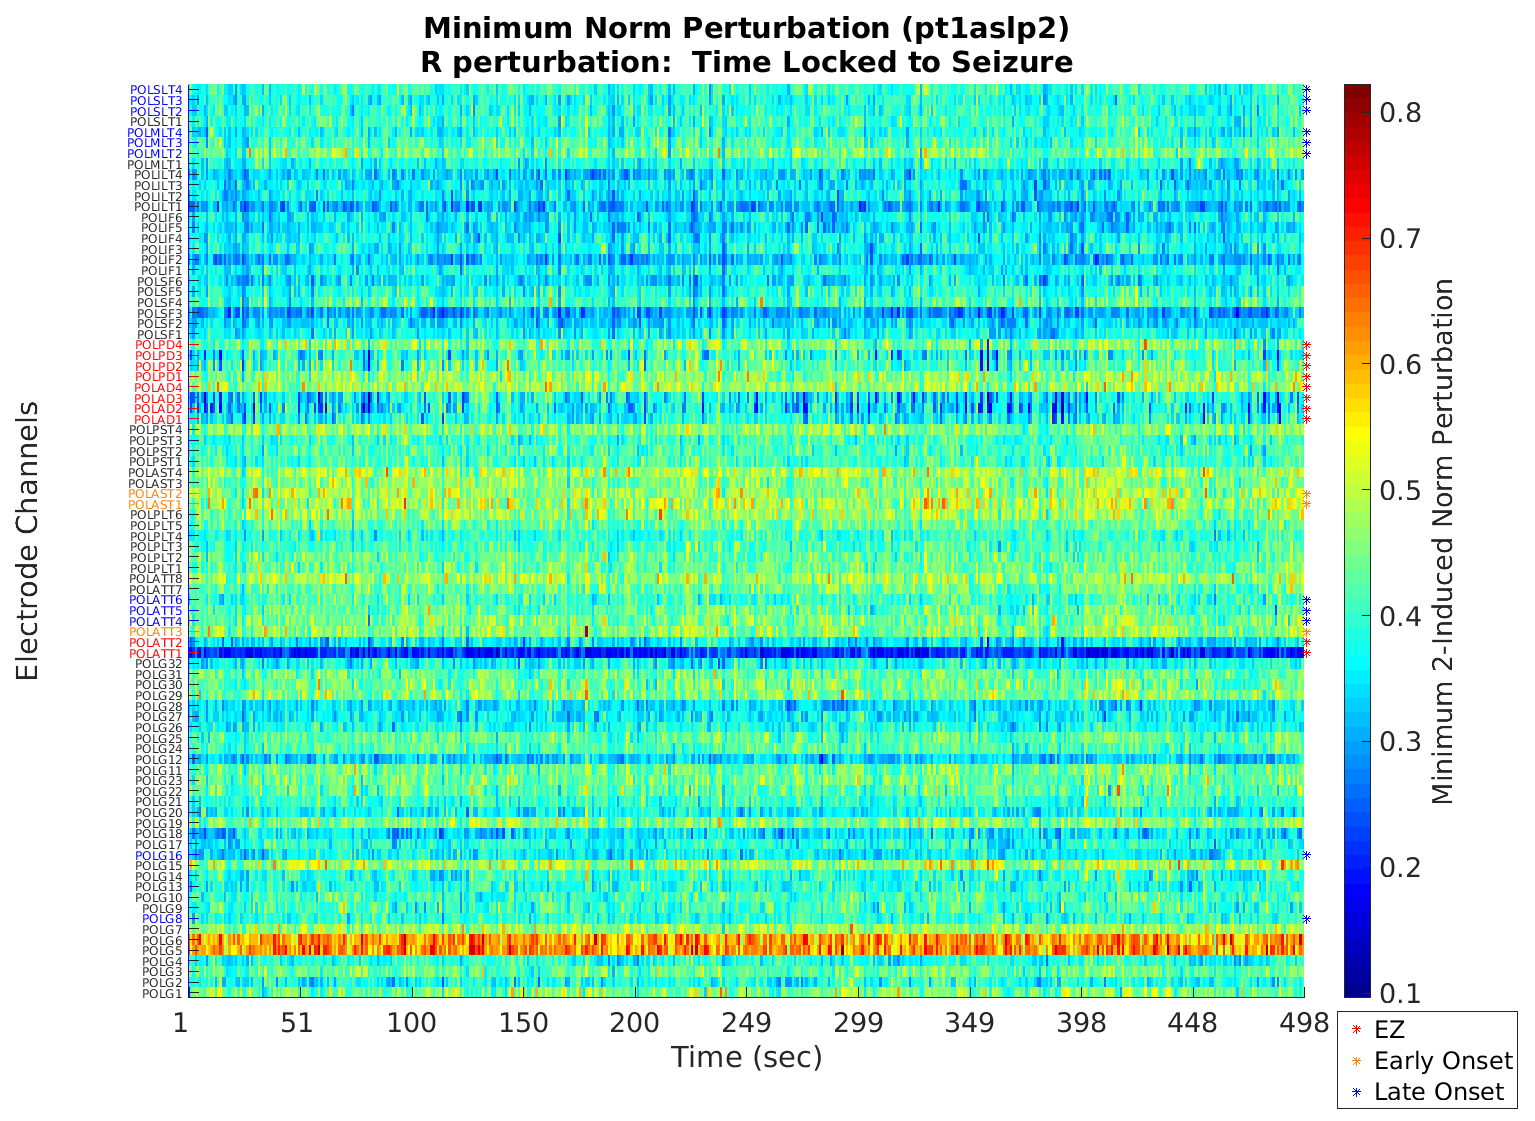 Minimum Norm Perturbation (pt1aslp2)
R perturbation:  Time Locked to Seizure
Electrode Channels
POLSLT4
POLSLT3
POLSLT2
POLSLT1
POLMLT4
POLMLT3
POLMLT2
POLMLT1
POLILT4
POLILT3
POLILT2
POLILT1
POLIF6
POLIF5
POLIF4
POLIF3
POLIF2
POLIF1
POLSF6
POLSF5
POLSF4
POLSF3
POLSF2
POLSF1
POLPD4
POLPD3
POLPD2
POLPD1
POLAD4
POLAD3
POLAD2
POLAD1
POLPST4
POLPST3
POLPST2
POLPST1
POLAST4
POLAST3
POLAST2
POLAST1
POLPLT6
POLPLT5
POLPLT4
POLPLT3
POLPLT2
POLPLT1
POLATT8
POLATT7
POLATT6
POLATT5
POLATT4
POLATT3
POLATT2
POLATT1
POLG32
POLG31
POLG30
POLG29
POLG28
POLG27
POLG26
POLG25
POLG24
POLG12
POLG11
POLG23
POLG22
POLG21
POLG20
POLG19
POLG18
POLG17
POLG16
POLG15
POLG14
POLG13
POLG10
POLG9
POLG8
POLG7
POLG6
POLG5
POLG4
POLG3
POLG2
POLG1
1 51 100 150 200 249 299 349 398 448 498
Time (sec)
0.8
0.7
0.6
0.5
0.4
0.3
0.2
0.1
Minimum 2-Induced Norm Perturbation
EZ
Early Onset
Late Onset